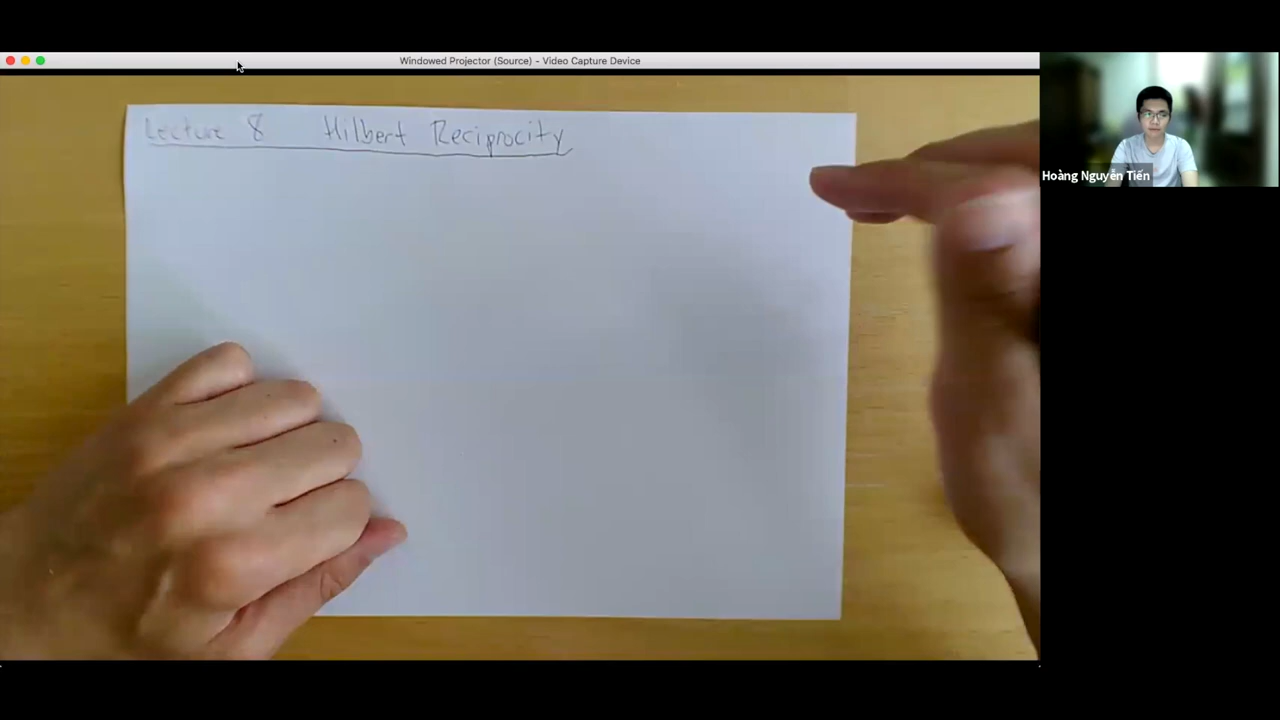 Windowed Projector (Source) - Video Capture Device
Lecture 8 Hilbert Reciprocity
Hoàng Nguyễn Tiến